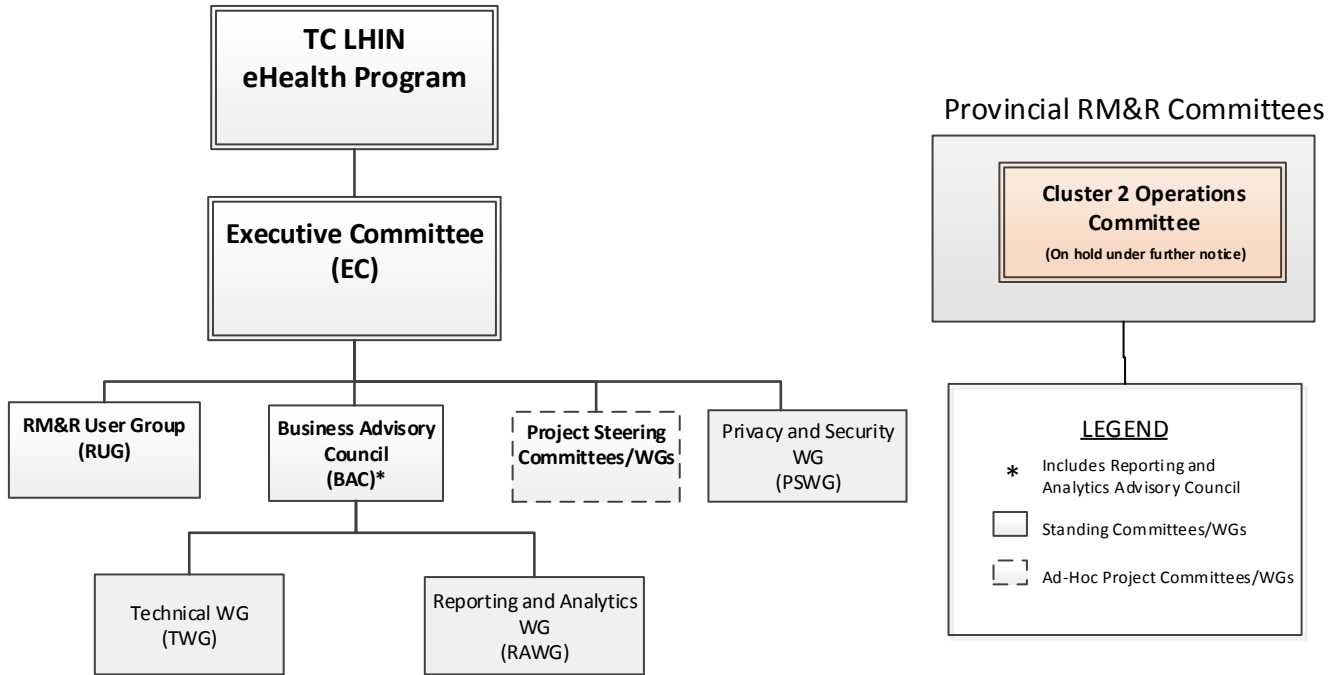 TC LHIN
eHealth Program
Provincial RM&R Committees
Cluster 2 Operations
Committee
(On hold under further notice)
Executive Committee
(EC)
RM&R User Group
(RUG)
Business Advisory
Council
(BAC)*
Project Steering
Committees/WGs
Privacy and Security
WG
(PSWG)
Technical WG
(TWG)
Reporting and Analytics
WG
(RAWG)
LEGEND
* Includes Reporting and
Analytics Advisory Council
Standing Committees/WGs
Ad-Hoc Project Committees/WGs